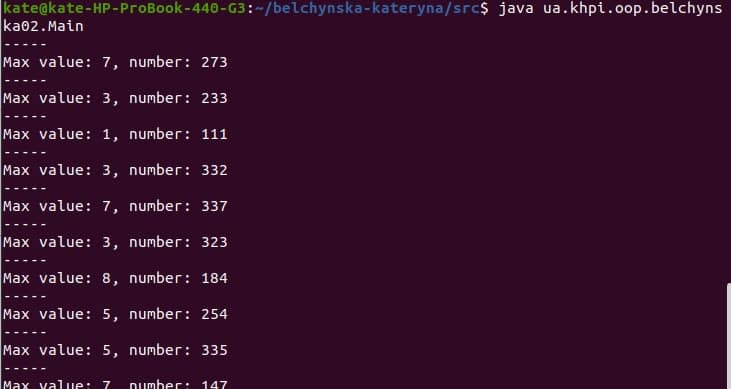 kate@kate-HP-ProBook-440-G3:~/belchynska-kateryna/src$ java ua.khpi.oop.belchyns
ka02.Main
-----
Max value: 7, number: 273
-----
Max value: 3, number: 233
-----
Max value: 1, number: 111
-----
Max value: 3, number: 332
-----
Max value: 7, number: 337
-----
Max value: 3, number: 323
-----
Max value: 8, number: 184
-----
Max value: 5, number: 254
-----
Max value: 5, number: 335
-----
Max value: 7, number: 147